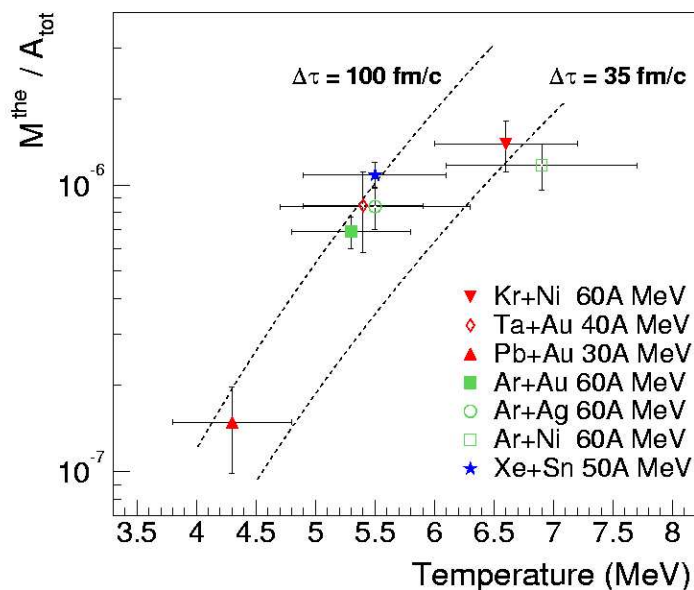 Δτ = 100 fm/c
Δτ = 35 fm/c
M^the / A_tot
10⁻⁶
10⁻⁷
Kr+Ni 60A MeV
Ta+Au 40A MeV
Pb+Au 30A MeV
Ar+Au 60A MeV
Ar+Ag 60A MeV
Ar+Ni 60A MeV
Xe+Sn 50A MeV
3.5 4 4.5 5 5.5 6 6.5 7 7.5 8
Temperature (MeV)